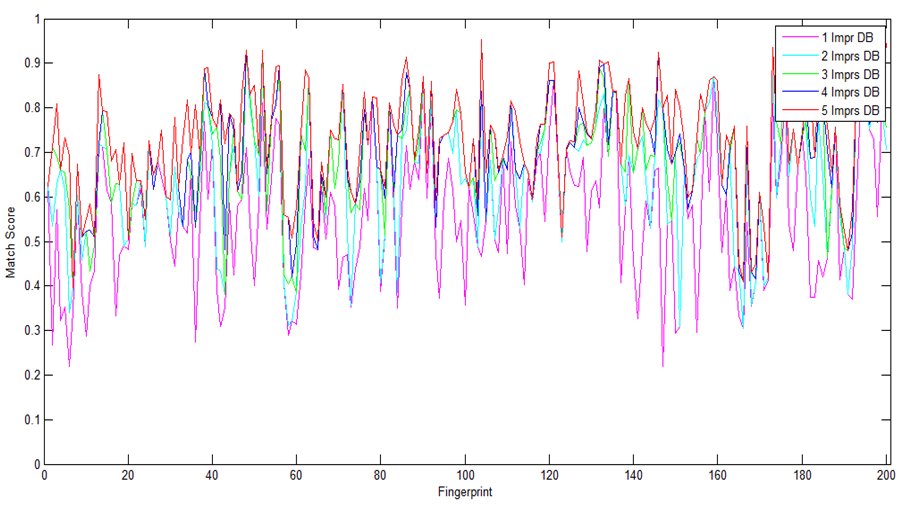 1
0.9
0.8
0.7
0.6
0.5
0.4
0.3
0.2
0.1
0
Match Score
1 Impr DB
2 Imprs DB
3 Imprs DB
4 Imprs DB
5 Imprs DB
0 20 40 60 80 100 120 140 160 180 200
Fingerprint